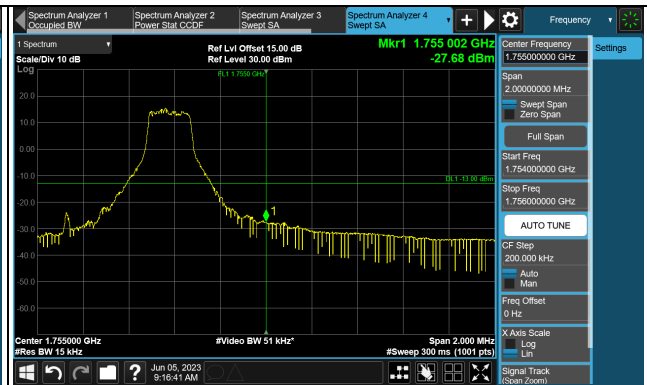 Spectrum Analyzer 1
Occupied BW
Spectrum Analyzer 2
Power Stat CCDF
Spectrum Analyzer 3
Swept SA
Spectrum Analyzer 4
Swept SA
Frequency
1 Spectrum
Scale/Div 10 dB
Log
Ref Lvl Offset 15.00 dB
Ref Level 30.00 dBm
Mkr1 1.755 002 GHz
-27.68 dBm
FL1 1.7550 GHz
20.0
10.0
0.00
-10.0
-20.0
-30.0
-40.0
-50.0
-60.0
DL1 -13.00 dBm
1
Center 1.755000 GHz
#Res BW 15 kHz
#Video BW 51 kHz*
Span 2.000 MHz
#Sweep 300 ms (1001 pts)
Center Frequency
1.755000000 GHz
Settings
Span
2.00000000 MHz
Swept Span
Zero Span
Full Span
Start Freq
1.754000000 GHz
Stop Freq
1.756000000 GHz
AUTO TUNE
CF Step
200.000 kHz
Auto
Man
Freq Offset
0 Hz
X Axis Scale
Log
Lin
Signal Track
(Span Zoom)
?
Jun 05, 2023
9:16:41 AM